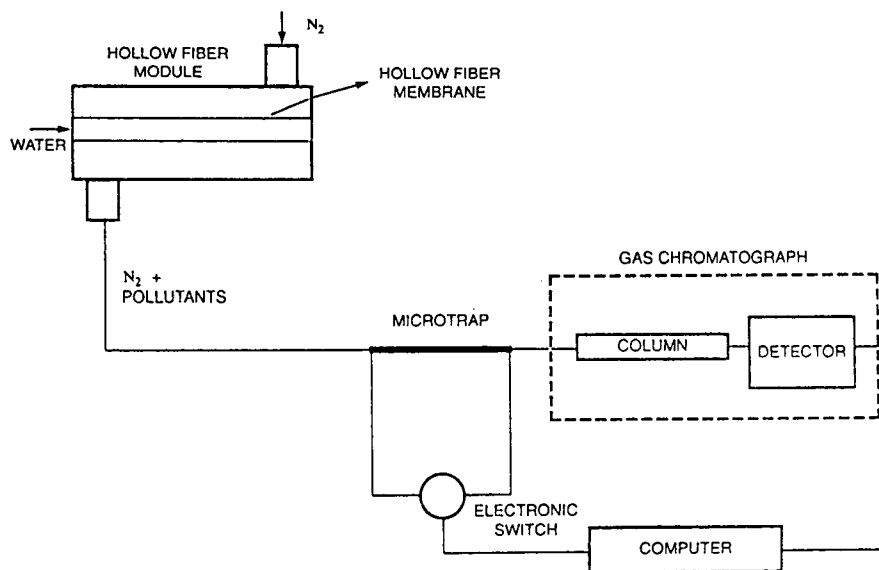 N₂
HOLLOW FIBER
MODULE
HOLLOW FIBER
MEMBRANE
WATER
N₂ +
POLLUTANTS
GAS CHROMATOGRAPH
MICROTRAP
COLUMN
DETECTOR
ELECTRONIC
SWITCH
COMPUTER